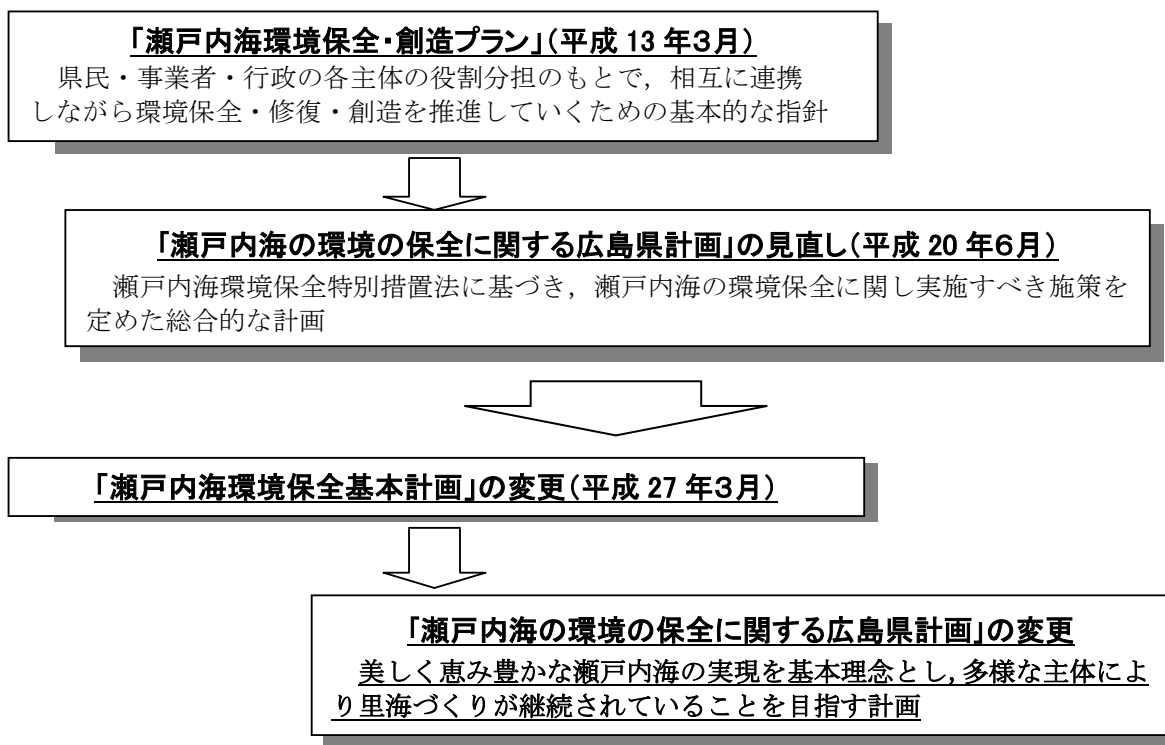 「瀬戸内海環境保全・創造プラン」（平成 13 年３月）
県民・事業者・行政の各主体の役割分担のもとで，相互に連携
しながら環境保全・修復・創造を推進していくための基本的な指針
「瀬戸内海の環境の保全に関する広島県計画」の見直し（平成 20 年６月）
瀬戸内海環境保全特別措置法に基づき，瀬戸内海の環境保全に関し実施すべき施策を
定めた総合的な計画
「瀬戸内海環境保全基本計画」の変更（平成 27 年３月）
「瀬戸内海の環境の保全に関する広島県計画」の変更
美しく恵み豊かな瀬戸内海の実現を基本理念とし，多様な主体によ
り里海づくりが継続されていることを目指す計画